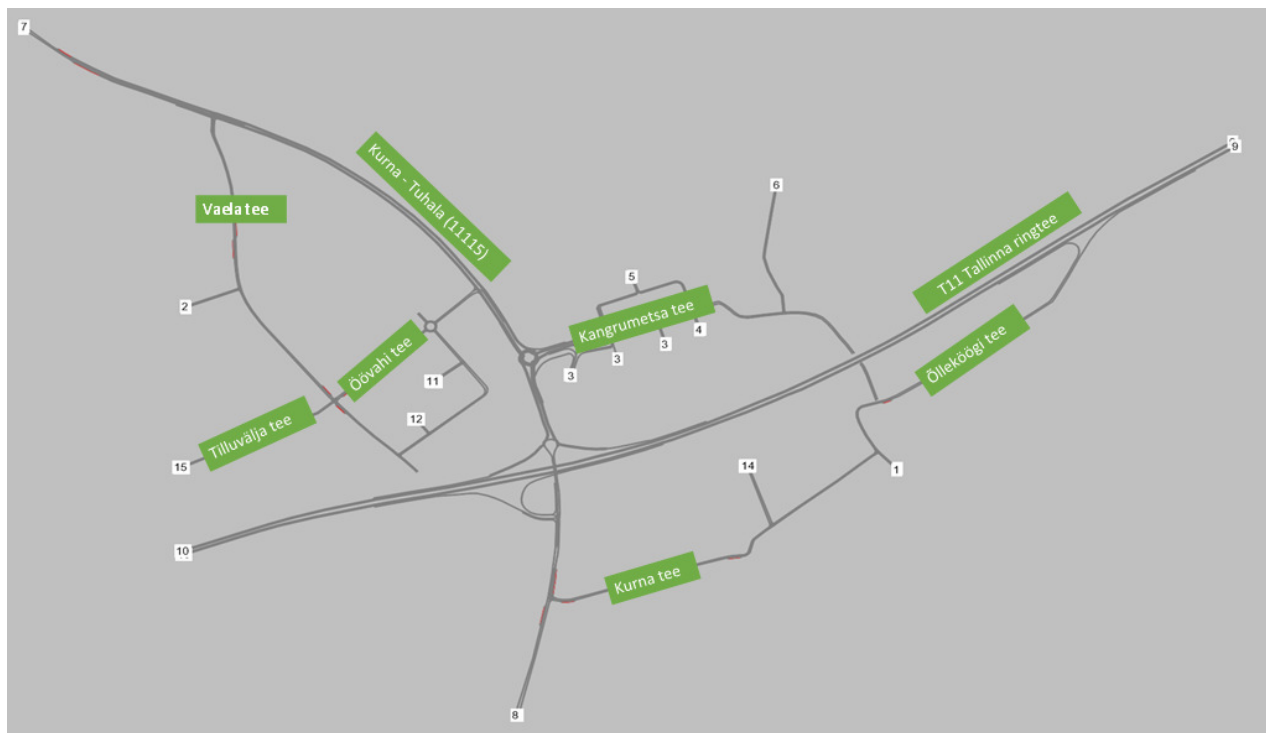 7
Kurna - Tuhala (11115)
9
6
Vaela tee
T11 Tallinna ringtee
5
2
Kangrumetsa tee
4
3
3
3
Öövahi tee
Õlleköögi tee
11
12
Tilluvälja tee
15
14
1
10
Kurna tee
8